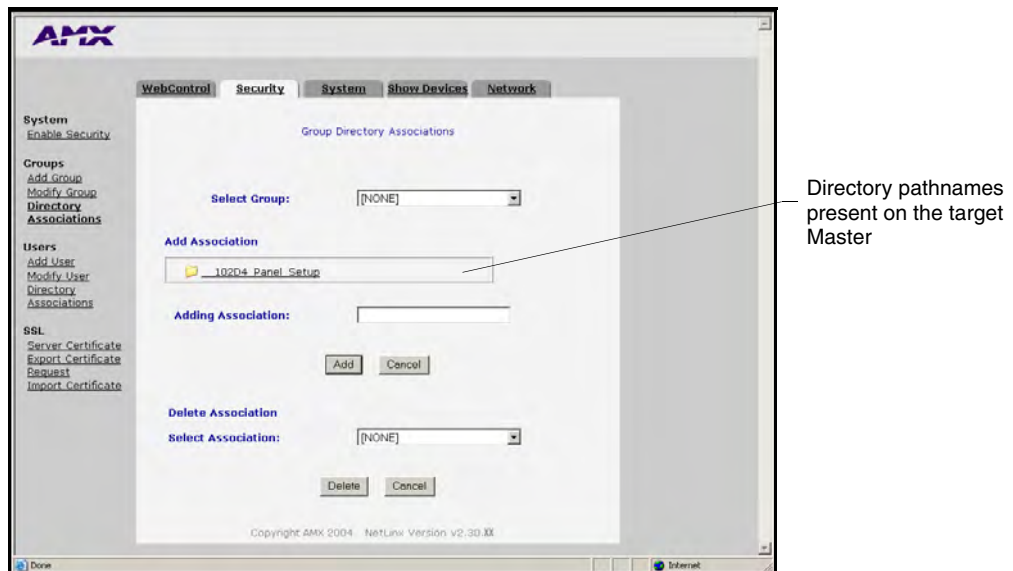 AMX
WebControl Security System Show Devices Network
System
Enable Security
Groups
Add Group
Modify Group
Directory
Associations
Users
Add User
Modify User
Directory
Associations
SSL
Server Certificate
Export Certificate
Request
Import Certificate
Group Directory Associations
Select Group: [NONE]
Add Association
__102D4_Panel_Setup
Adding Association:
Add Cancel
Delete Association
Select Association: [NONE]
Delete Cancel
Copyright AMX 2004 NetLinx Version v2.30.XX
Done Internet
Directory pathnames
present on the target
Master